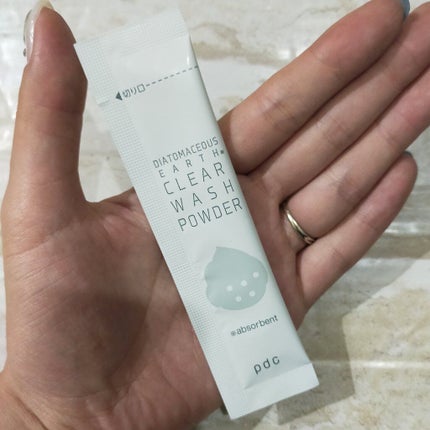 ◀切り口
DIATOMACEOUS
EARTH※
CLEAR
WASH
POWDER
※absorbent
pdc